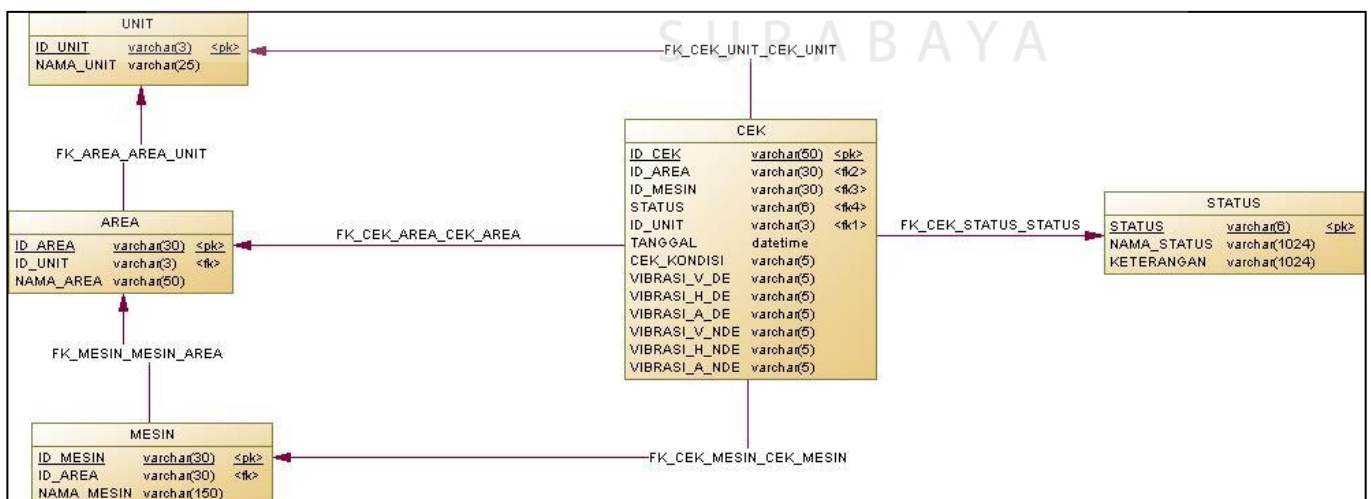 SURABAYA
UNIT
ID_UNIT varchar(3) <pk>
NAMA_UNIT varchar(25)
FK_CEK_UNIT_CEK_UNIT
FK_AREA_AREA_UNIT
CEK
ID_CEK varchar(50) <pk>
ID_AREA varchar(30) <fk2>
ID_MESIN varchar(30) <fk3>
STATUS varchar(6) <fk4>
ID_UNIT varchar(3) <fk1>
TANGGAL datetime
CEK_KONDISI varchar(5)
VIBRASI_V_DE varchar(5)
VIBRASI_H_DE varchar(5)
VIBRASI_A_DE varchar(5)
VIBRASI_V_NDE varchar(5)
VIBRASI_H_NDE varchar(5)
VIBRASI_A_NDE varchar(5)
AREA
ID_AREA varchar(30) <pk>
ID_UNIT varchar(3) <fk>
NAMA_AREA varchar(50)
FK_CEK_AREA_CEK_AREA
FK_CEK_STATUS_STATUS
STATUS
STATUS varchar(6) <pk>
NAMA_STATUS varchar(1024)
KETERANGAN varchar(1024)
FK_MESIN_MESIN_AREA
MESIN
ID_MESIN varchar(30) <pk>
ID_AREA varchar(30) <fk>
NAMA_MESIN varchar(150)
FK_CEK_MESIN_CEK_MESIN